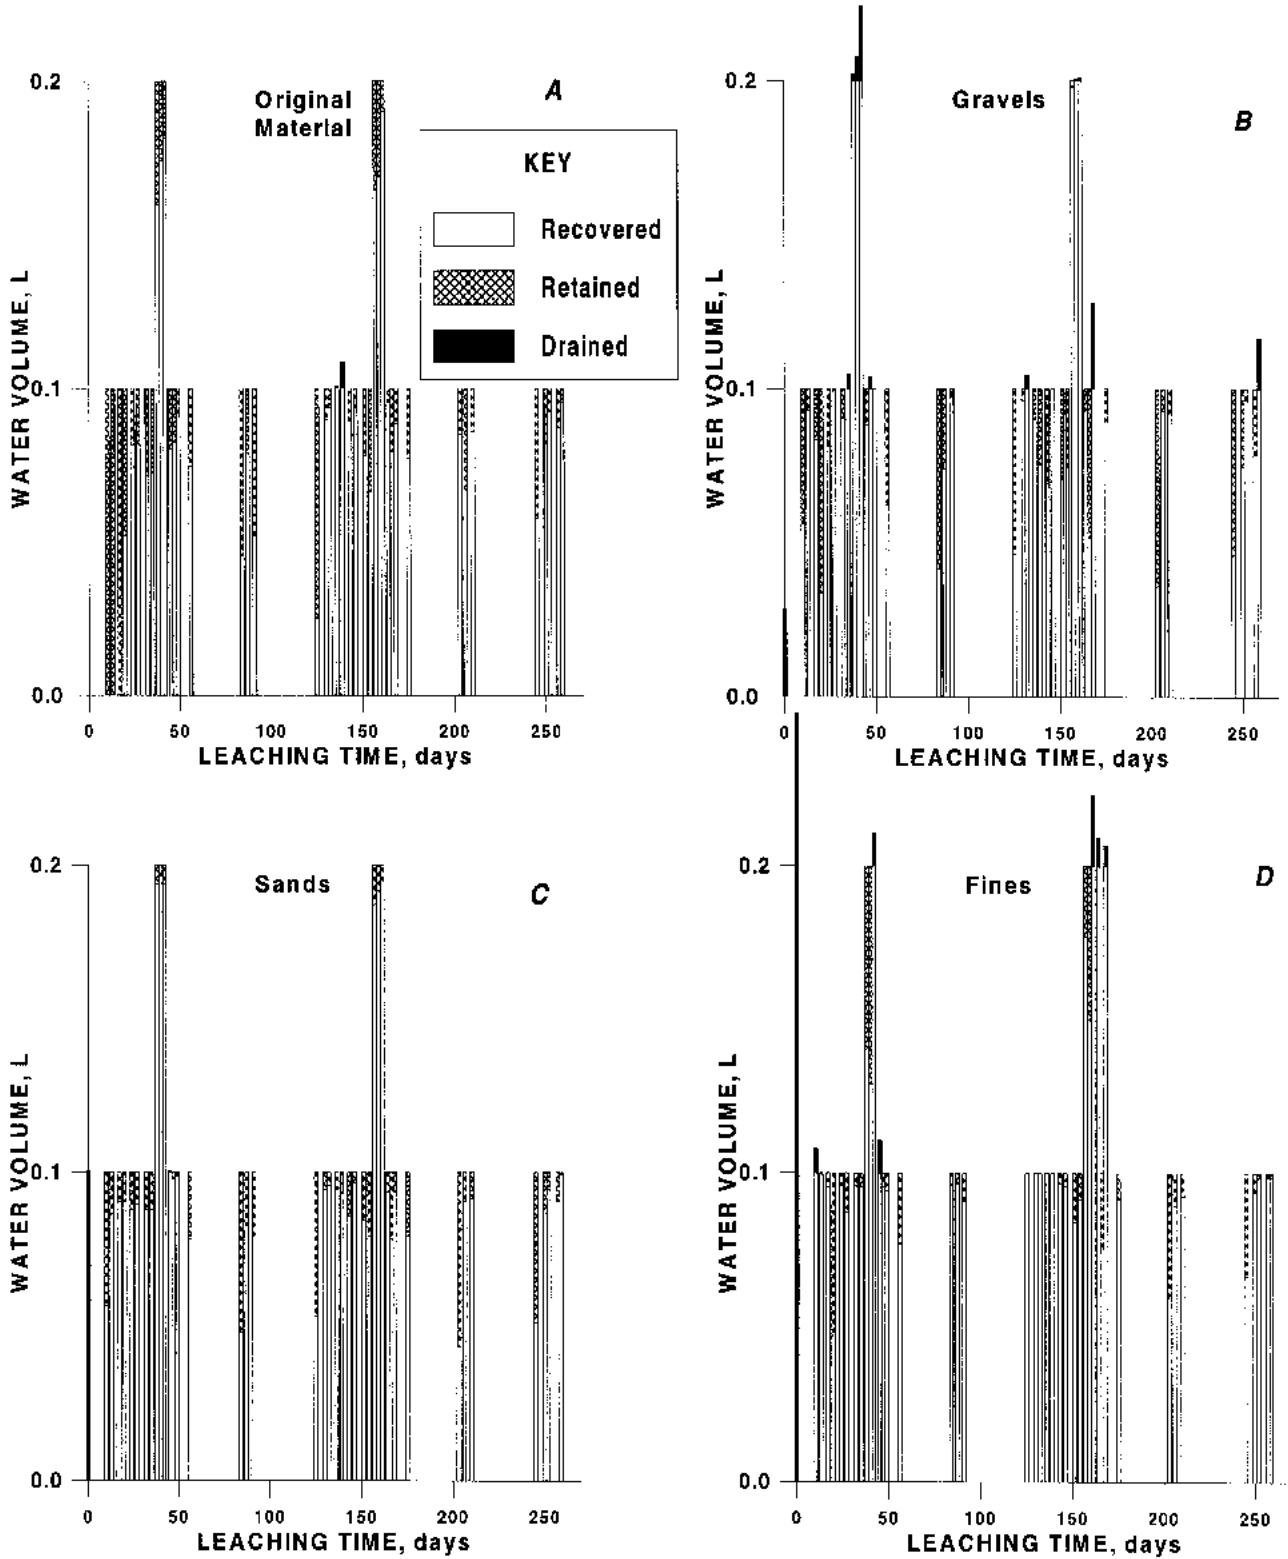 A
0.2
Original
Material
KEY
Recovered
Retained
Drained
0.1
0.0
WATER VOLUME, L
0 50 100 150 200 250
LEACHING TIME, days
B
0.2
Gravels
0.1
0.0
WATER VOLUME, L
0 50 100 150 200 250
LEACHING TIME, days
C
0.2
Sands
0.1
0.0
WATER VOLUME, L
0 50 100 150 200 250
LEACHING TIME, days
D
0.2
Fines
0.1
0.0
WATER VOLUME, L
0 50 100 150 200 250
LEACHING TIME, days